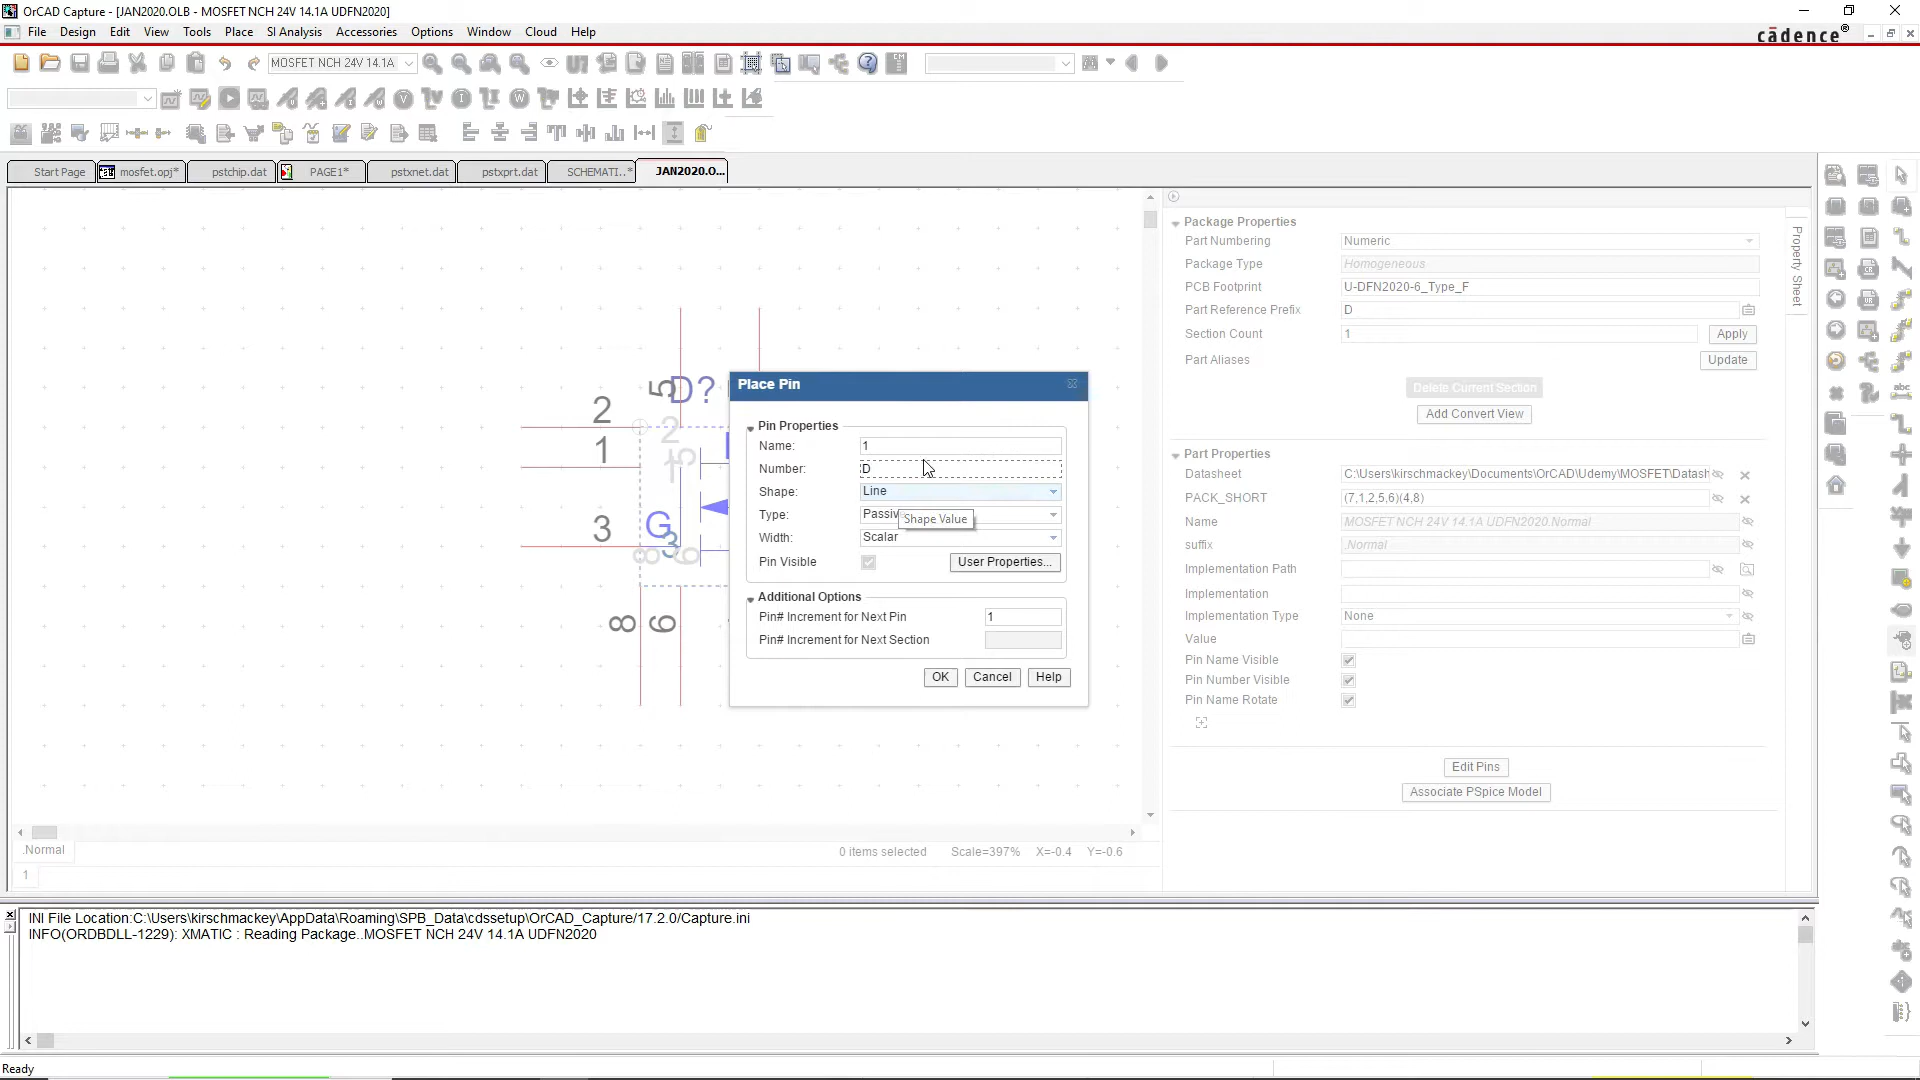 OrCAD Capture - [JAN2020.OLB - MOSFET NCH 24V 14.1A UDFN2020]
File Design Edit View Tools Place SI Analysis Accessories Options Window Cloud Help
cādence®
MOSFET NCH 24V 14.1A
Start Page mosfet.opj* pstchip.dat PAGE1* pstxnet.dat pstxprt.dat SCHEMATI..* JAN2020.O...
Package Properties
Part Numbering Numeric
Package Type Homogeneous
PCB Footprint U-DFN2020-6_Type_F
Part Reference Prefix D
Section Count 1 Apply
Part Aliases Update
Delete Current Section
Add Convert View
Property Sheet
Part Properties
Datasheet C:\Users\kirschmackey\Documents\OrCAD\Udemy\MOSFET\Datash
PACK_SHORT (7,1,2,5,6)(4,8)
Name MOSFET NCH 24V 14.1A UDFN2020.Normal
suffix .Normal
Implementation Path
Implementation
Implementation Type None
Value
Pin Name Visible
Pin Number Visible
Pin Name Rotate
Edit Pins
Associate PSpice Model
5
D?
2
2
1
1
5
3
G
3
8
6
8
6
Place Pin
Pin Properties
Name: 1
Number: D
Shape: Line
Type: Passiv
Shape Value
Width: Scalar
Pin Visible User Properties...
Additional Options
Pin# Increment for Next Pin 1
Pin# Increment for Next Section
OK Cancel Help
.Normal
0 items selected Scale=397% X=-0.4 Y=-0.6
1
INI File Location:C:\Users\kirschmackey\AppData\Roaming\SPB_Data\cdssetup\OrCAD_Capture/17.2.0/Capture.ini
INFO(ORDBDLL-1229): XMATIC : Reading Package..MOSFET NCH 24V 14.1A UDFN2020
Ready